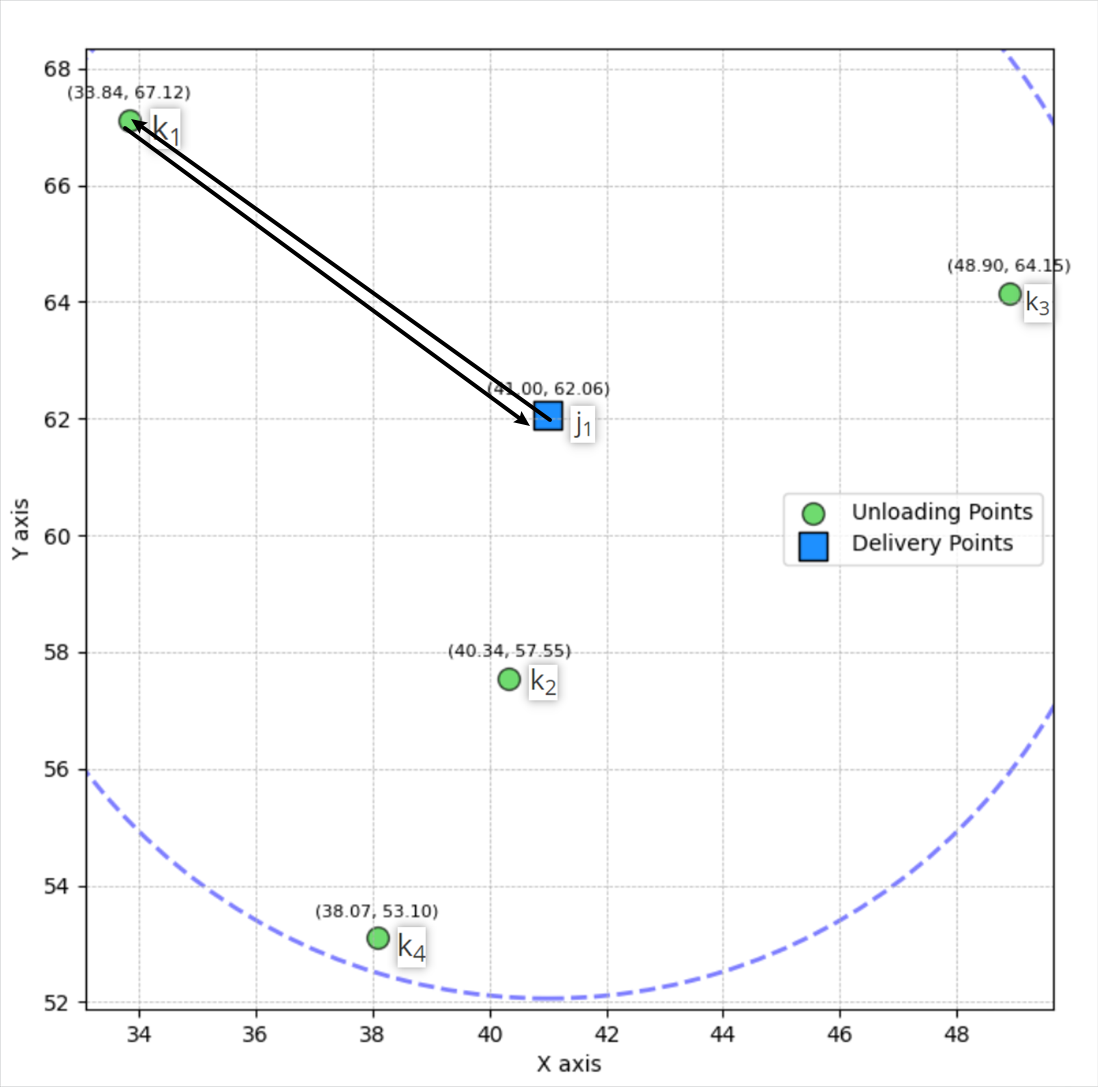 68
(33.84, 67.12)
k1
66
(48.90, 64.15)
64
k3
(41.00, 62.06)
62
j1
Unloading Points
Delivery Points
60
Y axis
58
(40.34, 57.55)
k2
56
54
(38.07, 53.10)
k4
52
34 36 38 40 42 44 46 48
X axis